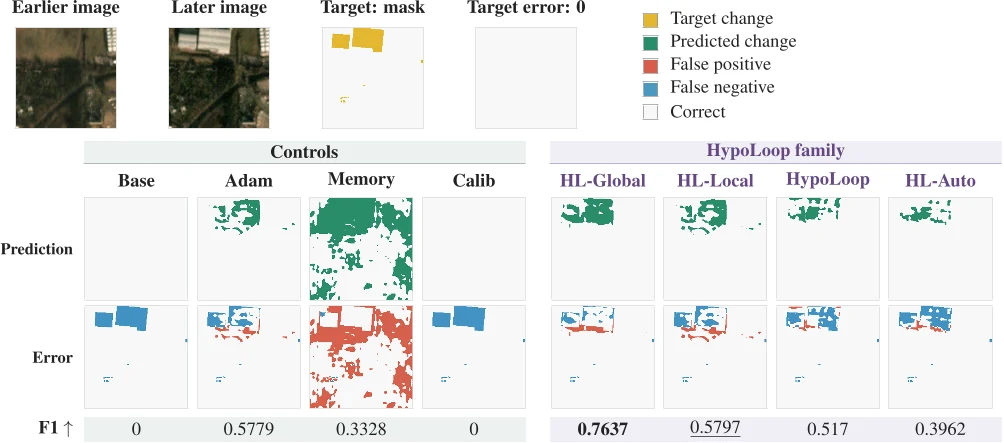 Earlier image Later image Target: mask Target error: 0
Target change
Predicted change
False positive
False negative
Correct
Controls HypoLoop family
Base Adam Memory Calib HL-Global HL-Local HypoLoop HL-Auto
Prediction
Error
F1 ↑ 0 0.5779 0.3328 0 0.7637 0.5797 0.517 0.3962